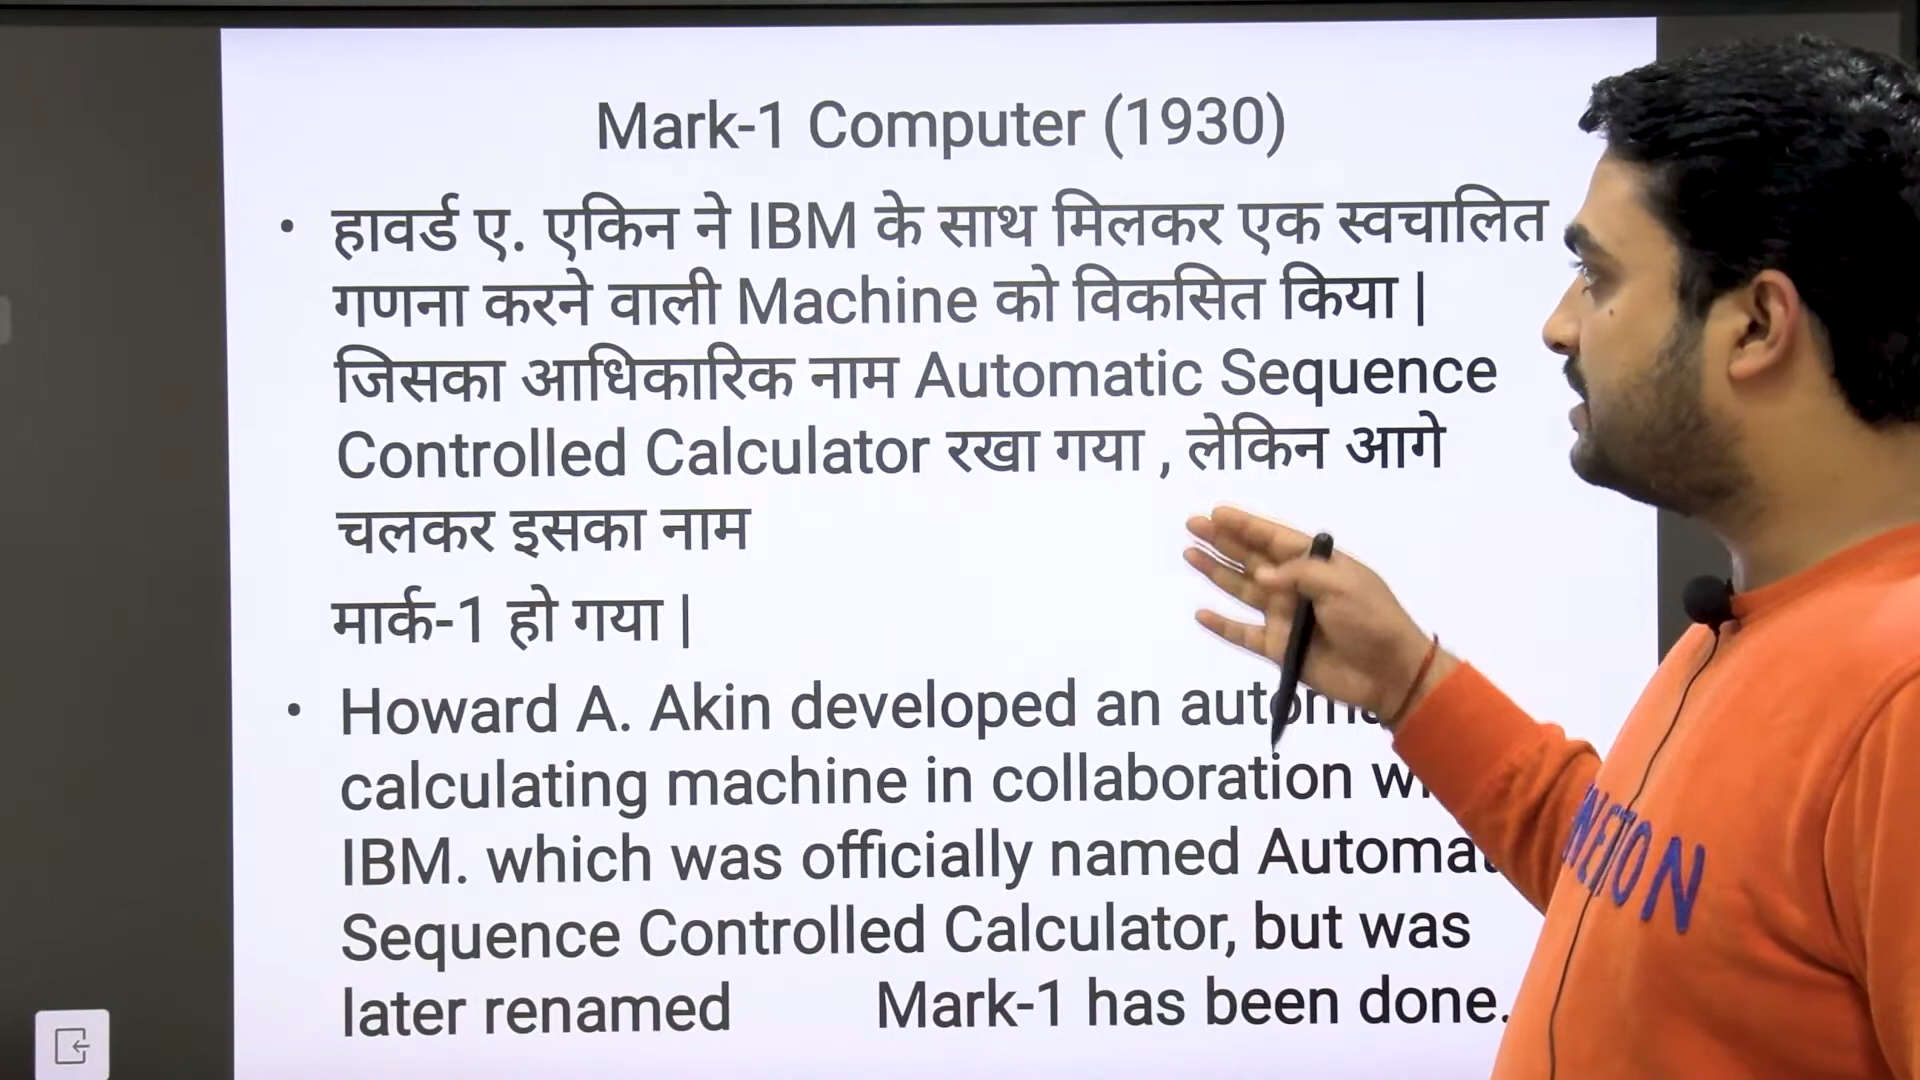 Mark-1 Computer (1930)
• हावर्ड ए. एकिन ने IBM के साथ मिलकर एक स्वचालित
गणना करने वाली Machine को विकसित किया |
जिसका आधिकारिक नाम Automatic Sequence
Controlled Calculator रखा गया , लेकिन आगे
चलकर इसका नाम
मार्क-1 हो गया |
• Howard A. Akin developed an
calculating machine in collaboration
IBM. which was officially named
Sequence Controlled Calculator, but was
later renamed Mark-1 has been done.